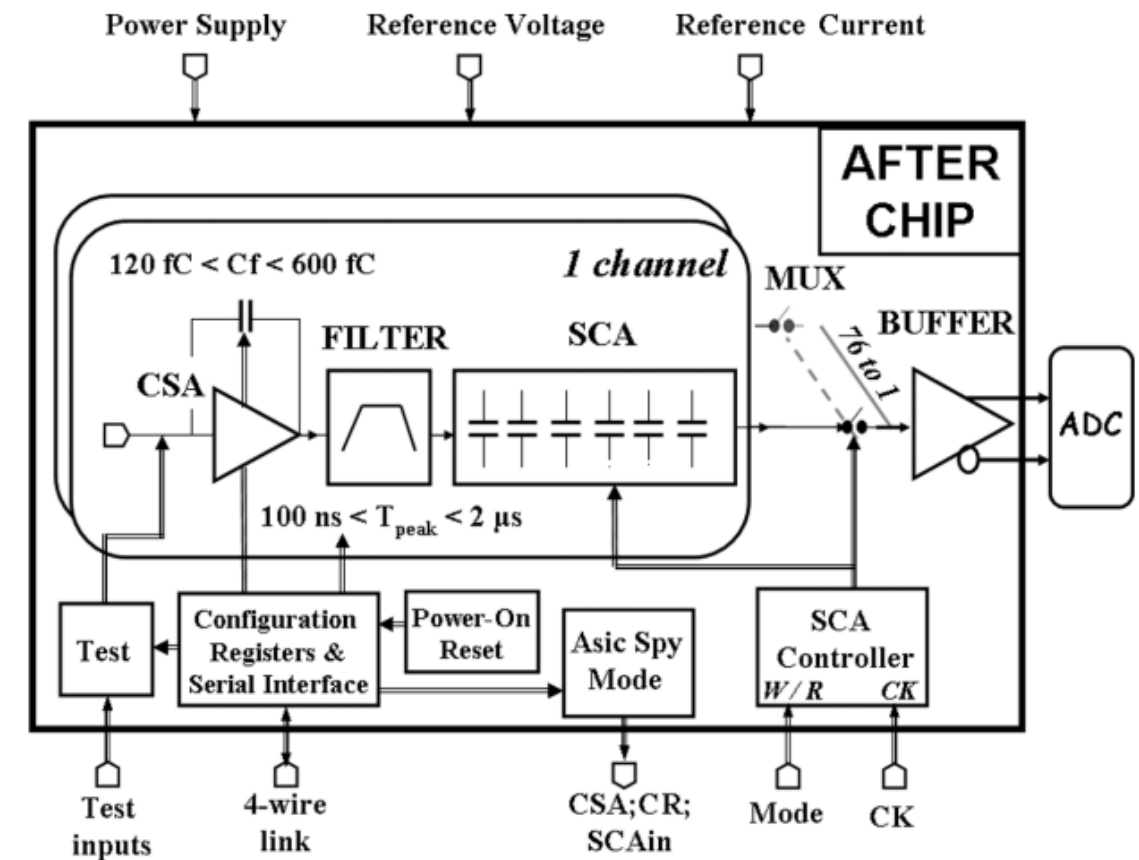 Power Supply
Reference Voltage
Reference Current
AFTER
CHIP
120 fC < Cf < 600 fC
1 channel
MUX
76 to 1
BUFFER
FILTER
SCA
CSA
ADC
100 ns < Tpeak < 2 µs
Test
Configuration
Registers &
Serial Interface
Power-On
Reset
Asic Spy
Mode
SCA
Controller
W / R CK
Test
inputs
4-wire
link
CSA;CR;
SCAin
Mode
CK